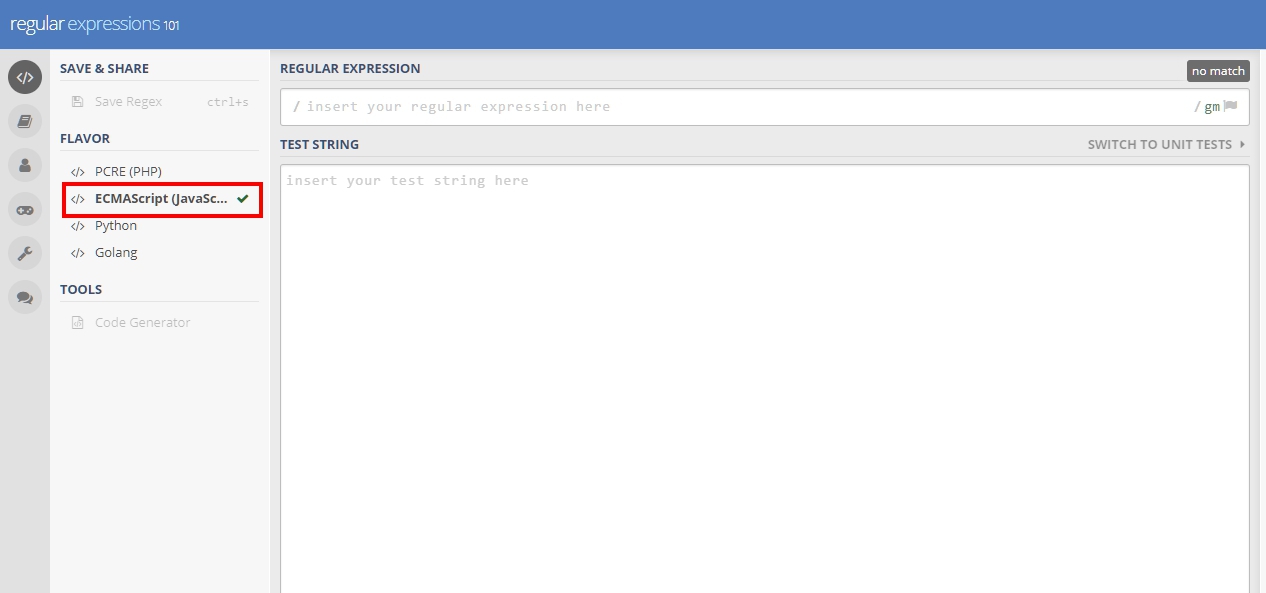 regular expressions 101
SAVE & SHARE
Save Regex ctrl+s
FLAVOR
</> PCRE (PHP)
</> ECMAScript (JavaSc...
</> Python
</> Golang
TOOLS
Code Generator
REGULAR EXPRESSION
no match
/ insert your regular expression here / gm
TEST STRING
SWITCH TO UNIT TESTS
insert your test string here